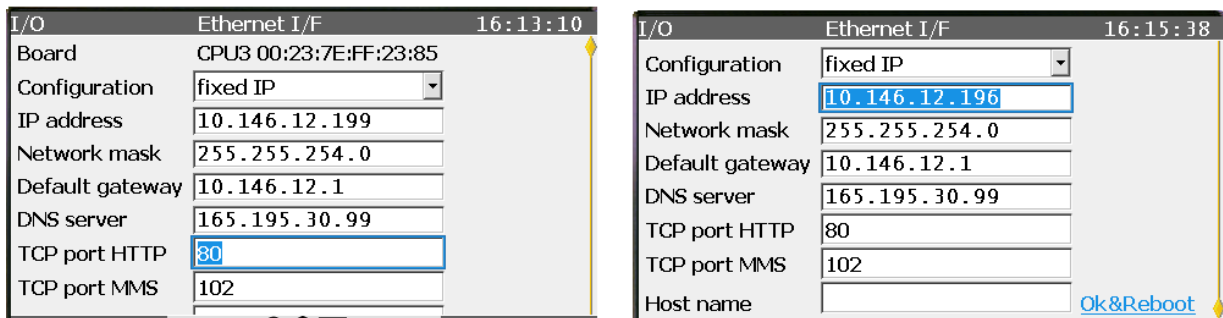 I/O Ethernet I/F 16:13:10
Board CPU3 00:23:7E:FF:23:85
Configuration fixed IP
IP address 10.146.12.199
Network mask 255.255.254.0
Default gateway 10.146.12.1
DNS server 165.195.30.99
TCP port HTTP 80
TCP port MMS 102
I/O Ethernet I/F 16:15:38
Configuration fixed IP
IP address 10.146.12.196
Network mask 255.255.254.0
Default gateway 10.146.12.1
DNS server 165.195.30.99
TCP port HTTP 80
TCP port MMS 102
Host name Ok&Reboot